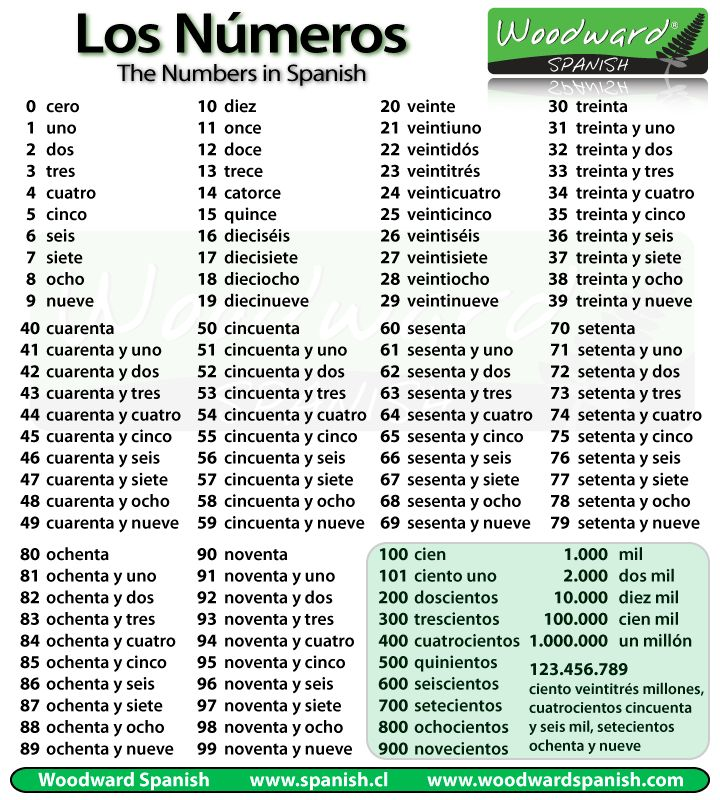 Los Números
The Numbers in Spanish
Woodward®
SPANISH
0 cero
1 uno
2 dos
3 tres
4 cuatro
5 cinco
6 seis
7 siete
8 ocho
9 nueve
10 diez
11 once
12 doce
13 trece
14 catorce
15 quince
16 dieciséis
17 diecisiete
18 dieciocho
19 diecinueve
20 veinte
21 veintiuno
22 veintidós
23 veintitrés
24 veinticuatro
25 veinticinco
26 veintiséis
27 veintisiete
28 veintiocho
29 veintinueve
30 treinta
31 treinta y uno
32 treinta y dos
33 treinta y tres
34 treinta y cuatro
35 treinta y cinco
36 treinta y seis
37 treinta y siete
38 treinta y ocho
39 treinta y nueve
40 cuarenta
41 cuarenta y uno
42 cuarenta y dos
43 cuarenta y tres
44 cuarenta y cuatro
45 cuarenta y cinco
46 cuarenta y seis
47 cuarenta y siete
48 cuarenta y ocho
49 cuarenta y nueve
50 cincuenta
51 cincuenta y uno
52 cincuenta y dos
53 cincuenta y tres
54 cincuenta y cuatro
55 cincuenta y cinco
56 cincuenta y seis
57 cincuenta y siete
58 cincuenta y ocho
59 cincuenta y nueve
60 sesenta
61 sesenta y uno
62 sesenta y dos
63 sesenta y tres
64 sesenta y cuatro
65 sesenta y cinco
66 sesenta y seis
67 sesenta y siete
68 sesenta y ocho
69 sesenta y nueve
70 setenta
71 setenta y uno
72 setenta y dos
73 setenta y tres
74 setenta y cuatro
75 setenta y cinco
76 setenta y seis
77 setenta y siete
78 setenta y ocho
79 setenta y nueve
80 ochenta
81 ochenta y uno
82 ochenta y dos
83 ochenta y tres
84 ochenta y cuatro
85 ochenta y cinco
86 ochenta y seis
87 ochenta y siete
88 ochenta y ocho
89 ochenta y nueve
90 noventa
91 noventa y uno
92 noventa y dos
93 noventa y tres
94 noventa y cuatro
95 noventa y cinco
96 noventa y seis
97 noventa y siete
98 noventa y ocho
99 noventa y nueve
100 cien
101 ciento uno
200 doscientos
300 trescientos
400 cuatrocientos
500 quinientos
600 seiscientos
700 setecientos
800 ochocientos
900 novecientos
1.000 mil
2.000 dos mil
10.000 diez mil
100.000 cien mil
1.000.000 un millón
123.456.789
ciento veintitrés millones,
cuatrocientos cincuenta
y seis mil, setecientos
ochenta y nueve
Woodward Spanish www.spanish.cl www.woodwardspanish.com